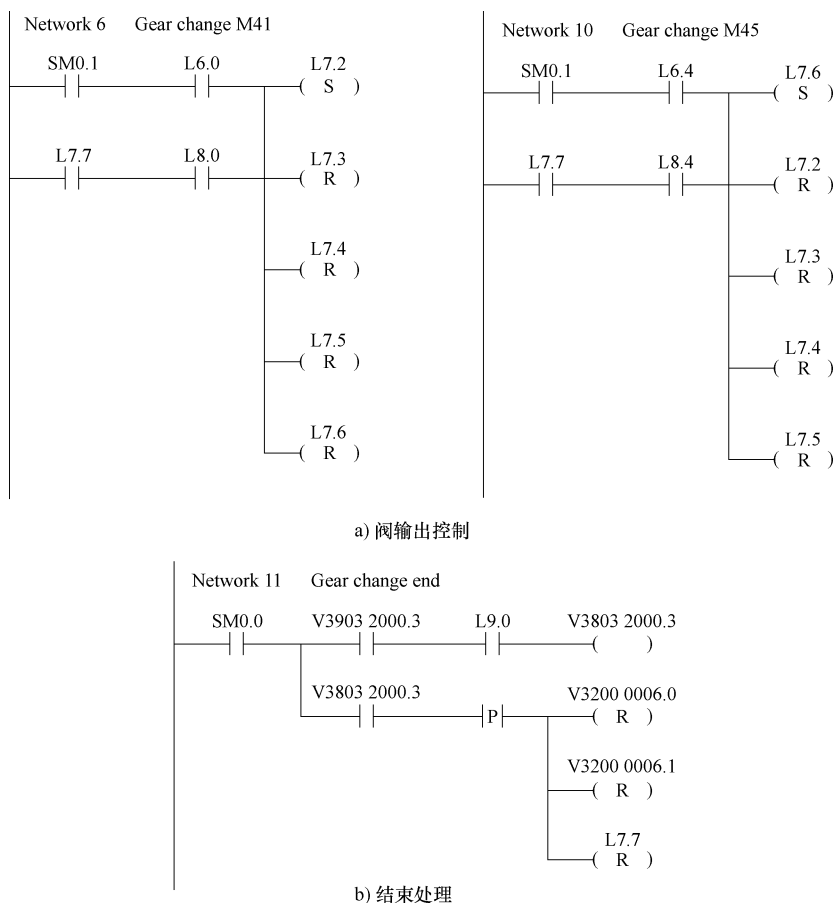 Network 6 Gear change M41
SM0.1 L6.0 L7.2
( S )
L7.7 L8.0 L7.3
( R )
L7.4
( R )
L7.5
( R )
L7.6
( R )
Network 10 Gear change M45
SM0.1 L6.4 L7.6
( S )
L7.7 L8.4 L7.2
( R )
L7.3
( R )
L7.4
( R )
L7.5
( R )
a) 阀输出控制
Network 11 Gear change end
SM0.0 V3903 2000.3 L9.0 V3803 2000.3
( )
V3803 2000.3 V3200 0006.0
P ( R )
V3200 0006.1
( R )
L7.7
( R )
b) 结束处理